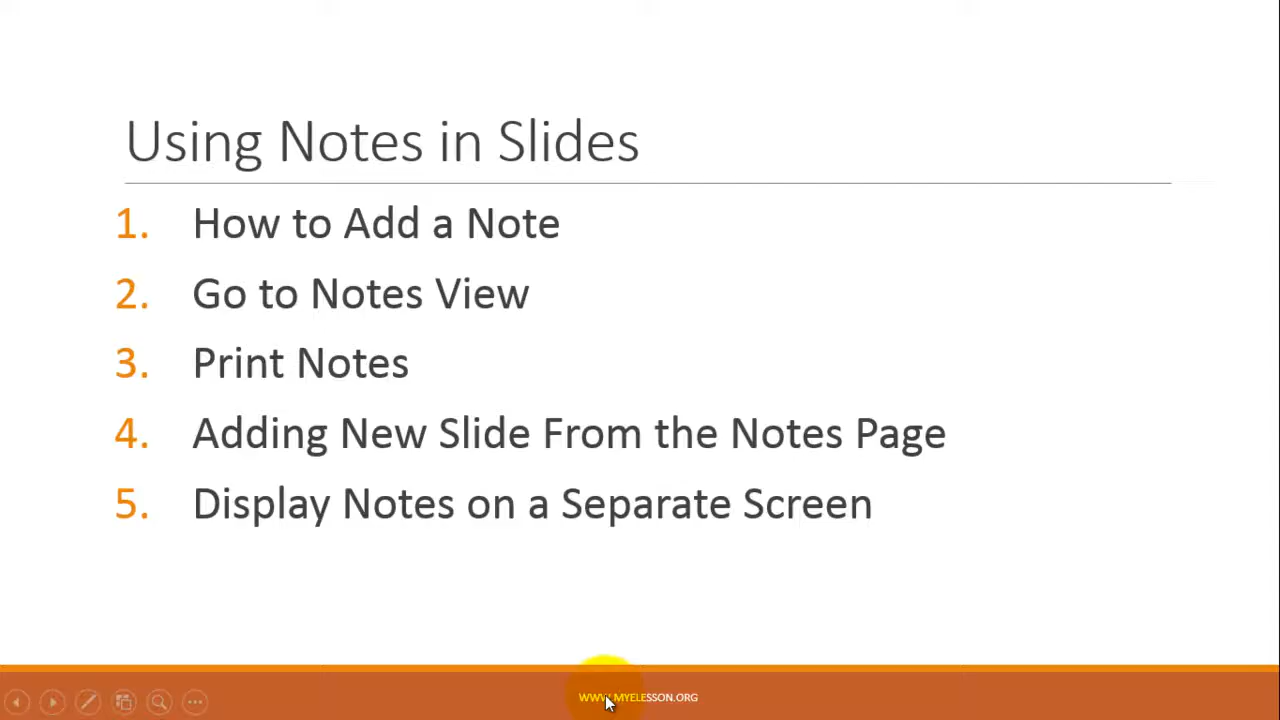 Using Notes in Slides
1. How to Add a Note
2. Go to Notes View
3. Print Notes
4. Adding New Slide From the Notes Page
5. Display Notes on a Separate Screen
WWW.MYELESSON.ORG